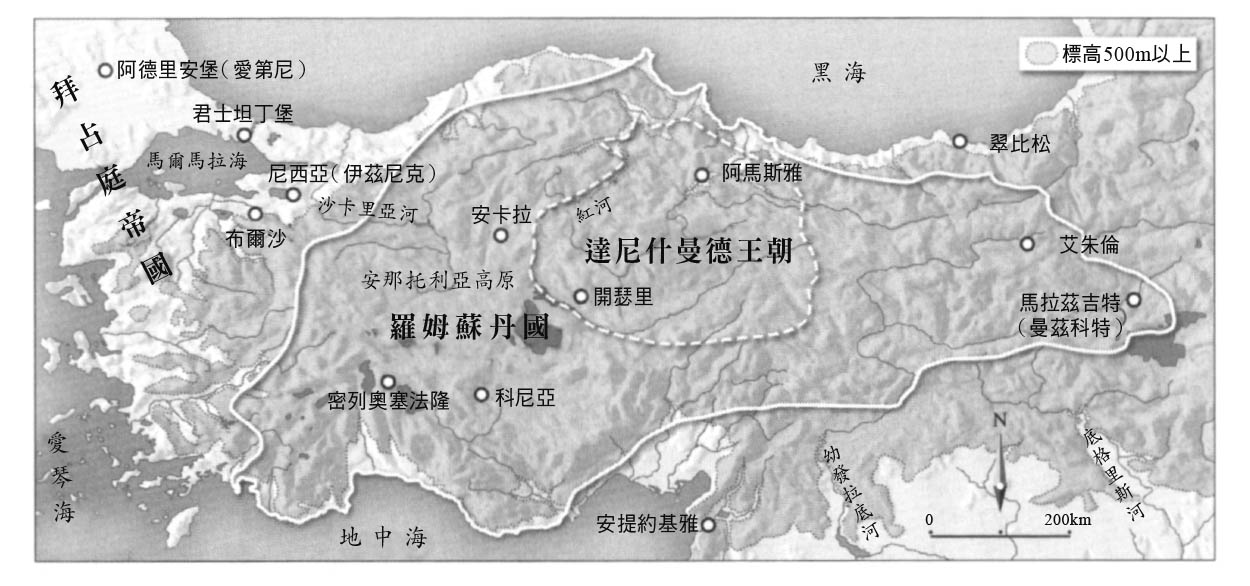 標高500m以上
黑海
拜占庭帝國
阿德里安堡（愛第尼）
君士坦丁堡
馬爾馬拉海
尼西亞（伊茲尼克）
沙卡里亞河
布爾沙
翠比松
阿馬斯雅
紅河
安卡拉
達尼什曼德王朝
艾朱倫
安那托利亞高原
開瑟里
馬拉茲吉特
（曼茲科特）
羅姆蘇丹國
密列奧塞法隆
科尼亞
愛琴海
地中海
安提約基雅
幼發拉底河
底格里斯河
N
0
200km